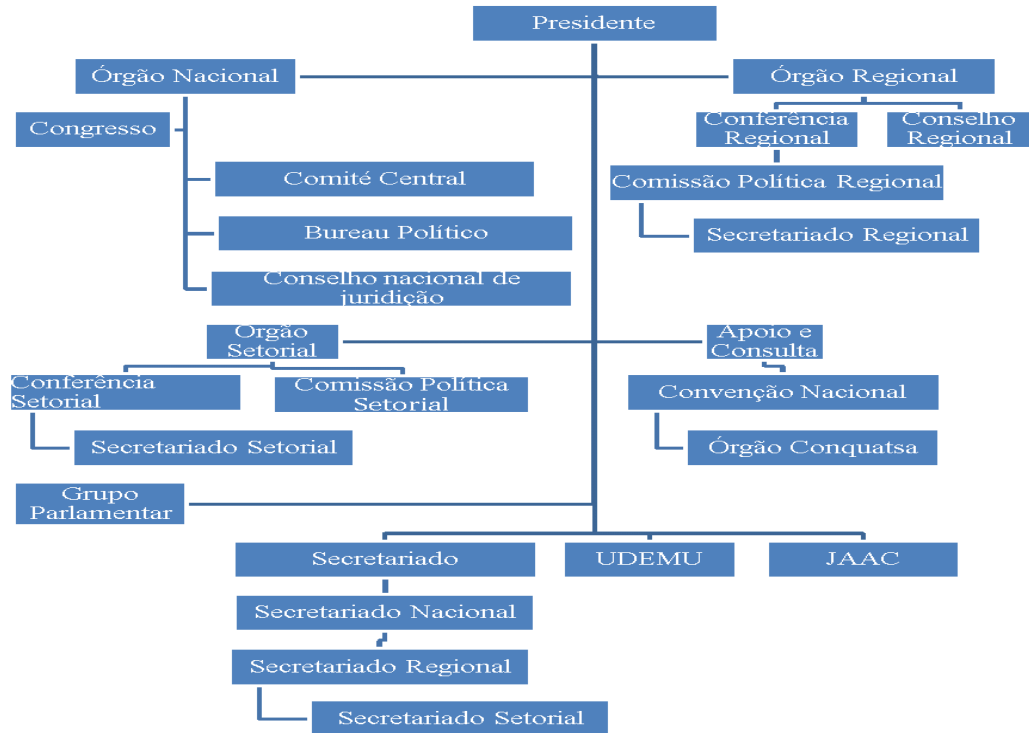 Presidente
Órgão Nacional
Órgão Regional
Congresso
Conferência
Regional
Conselho
Regional
Comité Central
Comissão Política Regional
Bureau Político
Secretariado Regional
Conselho nacional de
juridição
Orgão
Setorial
Apoio e
Consulta
Conferência
Setorial
Comissão Política
Setorial
Convenção Nacional
Secretariado Setorial
Órgão Conquatsa
Grupo
Parlamentar
Secretariado
UDEMU
JAAC
Secretariado Nacional
Secretariado Regional
Secretariado Setorial